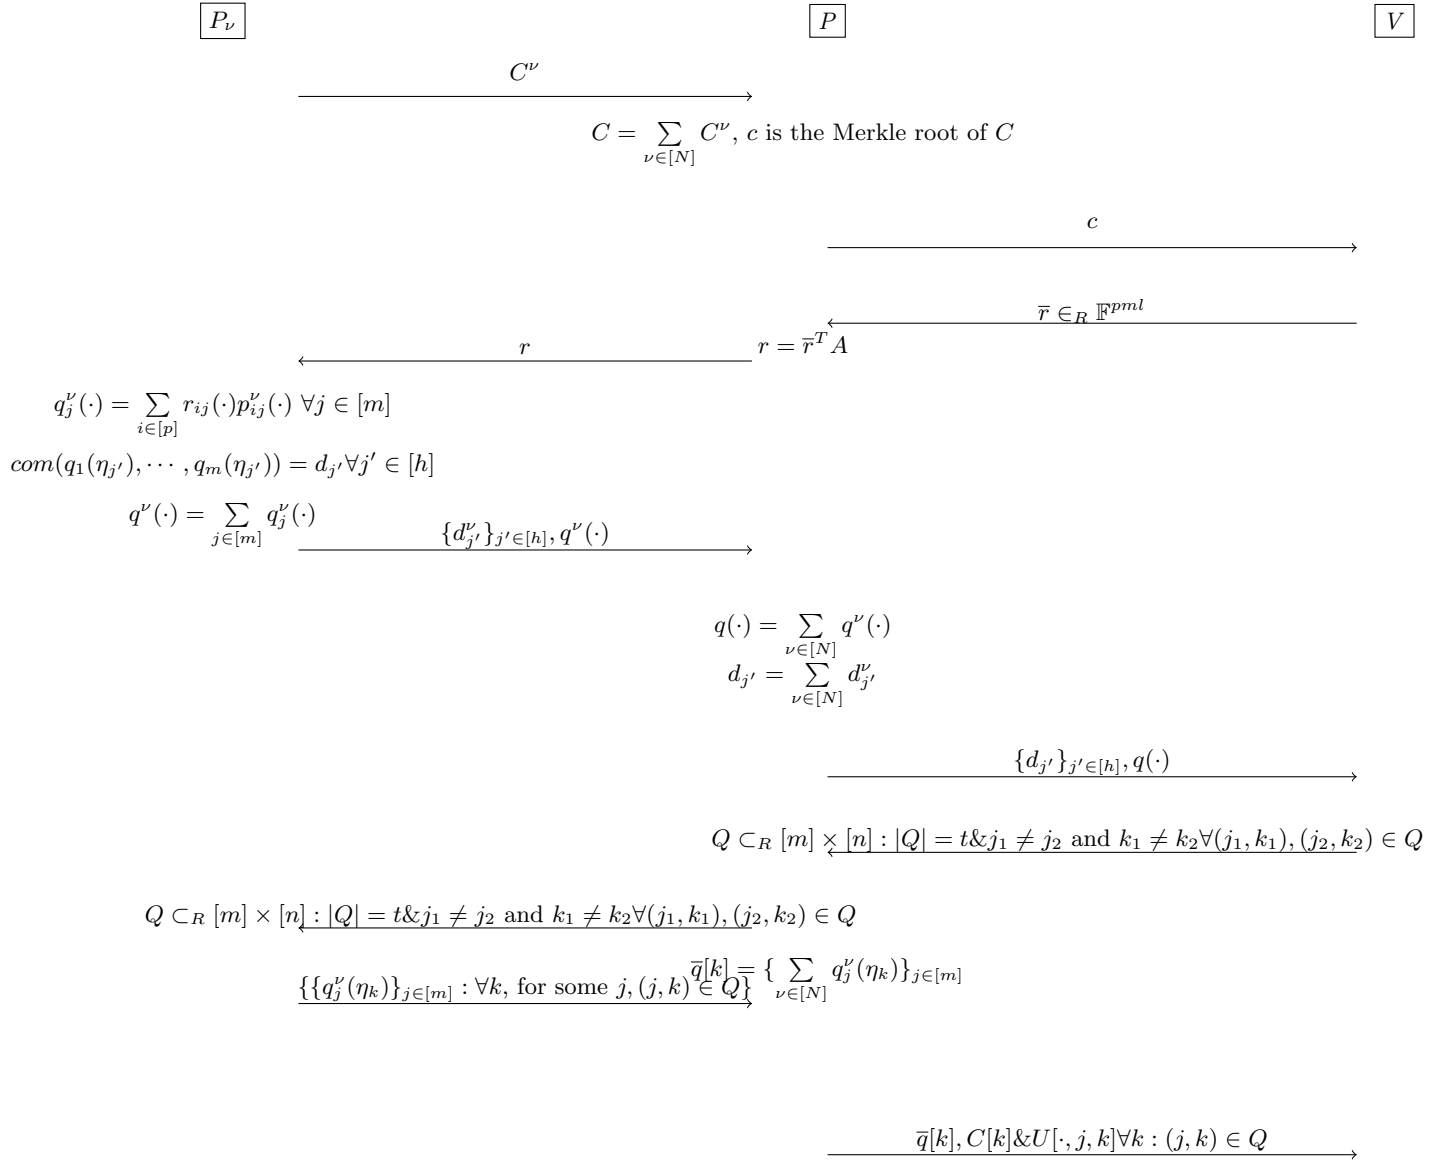 P_ν P V
C^ν
C = ∑_{ν∈[N]} C^ν, c is the Merkle root of C
c
r̅ ∈_R 𝔽^{pml}
r r = r̅^T A
q_j^ν(·) = ∑_{i∈[p]} r_{ij}(·)p_{ij}^ν(·) ∀j ∈ [m]
com(q_1(η_{j′}), ··· , q_m(η_{j′})) = d_{j′}∀j′ ∈ [h]
q^ν(·) = ∑_{j∈[m]} q_j^ν(·)
{d_{j′}^ν}_{j′∈[h]}, q^ν(·)
q(·) = ∑_{ν∈[N]} q^ν(·)
d_{j′} = ∑_{ν∈[N]} d_{j′}^ν
{d_{j′}}_{j′∈[h]}, q(·)
Q ⊂_R [m] × [n] : |Q| = t&j_1 ≠ j_2 and k_1 ≠ k_2∀(j_1, k_1), (j_2, k_2) ∈ Q
Q ⊂_R [m] × [n] : |Q| = t&j_1 ≠ j_2 and k_1 ≠ k_2∀(j_1, k_1), (j_2, k_2) ∈ Q
q̅[k] = {∑_{ν∈[N]} q_j^ν(η_k)}_{j∈[m]}
{{q_j^ν(η_k)}_{j∈[m]} : ∀k, for some j, (j, k) ∈ Q}
q̅[k], C[k]&U[·, j, k]∀k : (j, k) ∈ Q